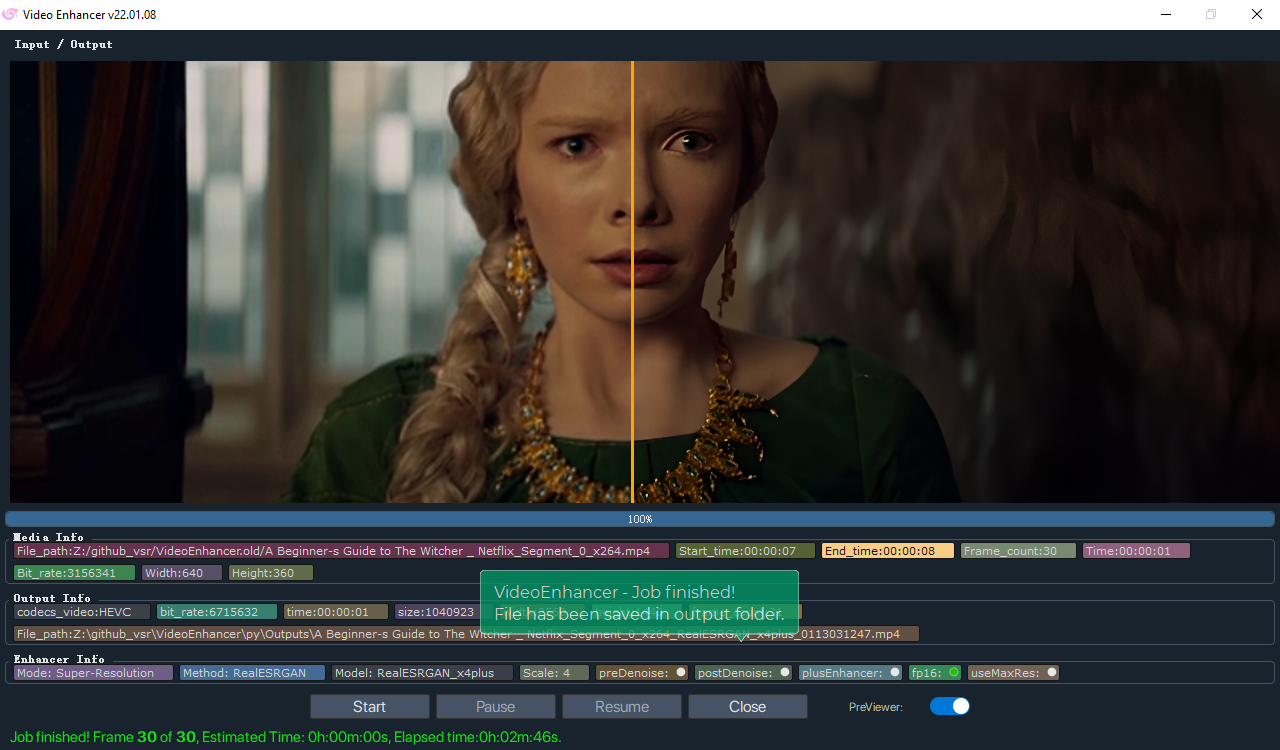 Video Enhancer v22.01.08
Input / Output
100%
Media Info
File_path:Z:/github_vsr/VideoEnhancer.old/A Beginner-s Guide to The Witcher _ Netflix_Segment_0_x264.mp4 Start_time:00:00:07 End_time:00:00:08 Frame_count:30 Time:00:00:01
Bit_rate:3156341 Width:640 Height:360
VideoEnhancer - Job finished!
File has been saved in output folder.
Output Info
codecs_video:HEVC bit_rate:6715632 time:00:00:01 size:1040923
File_path:Z:\github_vsr\VideoEnhancer\py\Outputs\A Beginner-s Guide to The Witcher _ Netflix_Segment_0_x264_RealESRGAN_x4plus_0113031247.mp4
Enhancer Info
Mode: Super-Resolution Method: RealESRGAN Model: RealESRGAN_x4plus Scale: 4 preDenoise: postDenoise: plusEnhancer: fp16: useMaxRes:
Start Pause Resume Close PreViewer:
Job finished! Frame 30 of 30, Estimated Time: 0h:00m:00s, Elapsed time:0h:02m:46s.